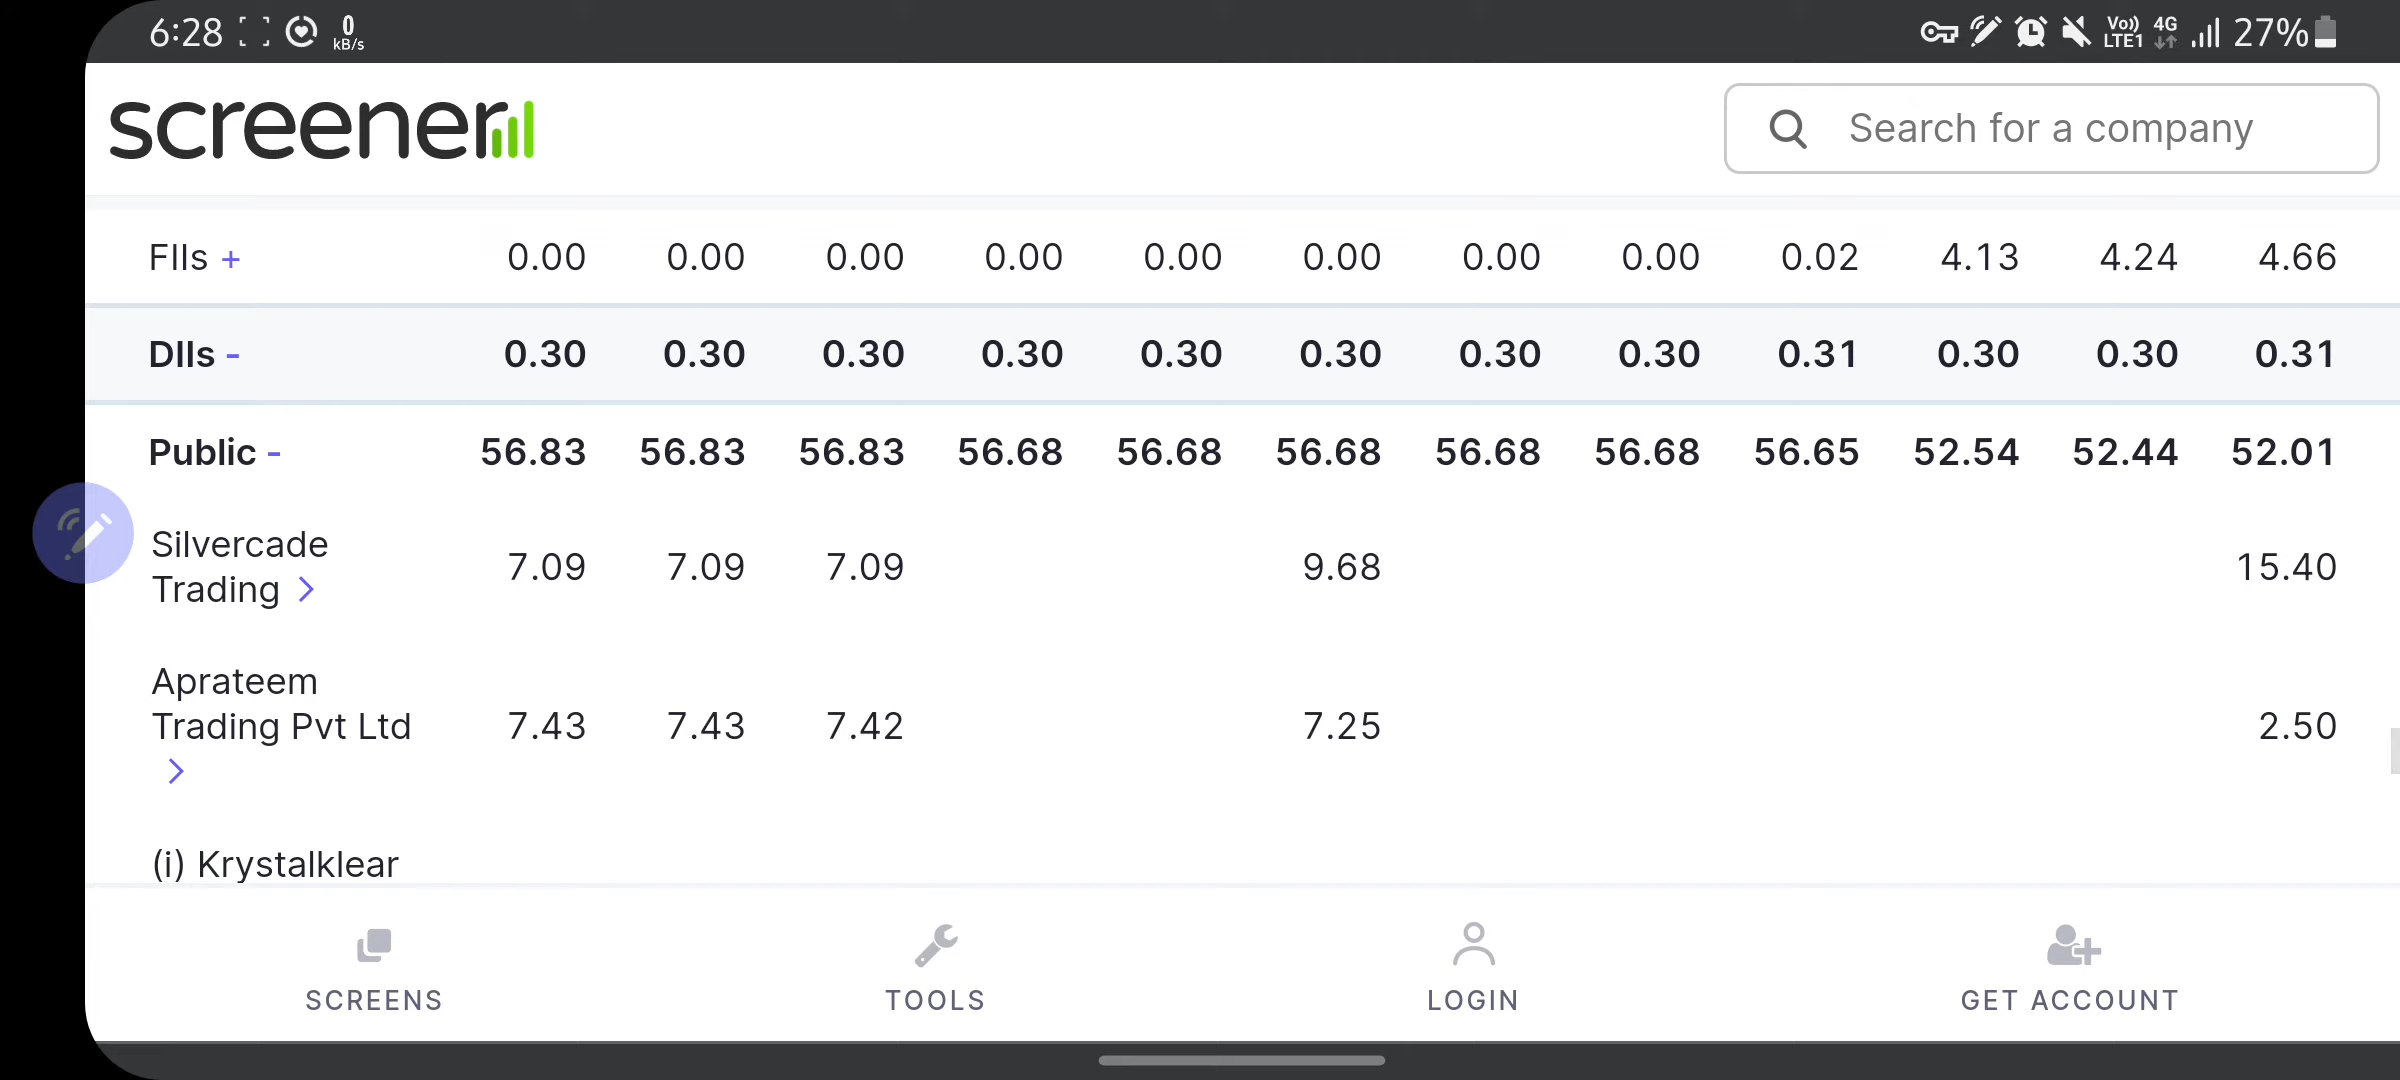 6:28 0 kB/s Vo)) LTE1 4G 27%
screener
Search for a company
FIIs + 0.00 0.00 0.00 0.00 0.00 0.00 0.00 0.00 0.02 4.13 4.24 4.66
DIIs - 0.30 0.30 0.30 0.30 0.30 0.30 0.30 0.30 0.31 0.30 0.30 0.31
Public - 56.83 56.83 56.83 56.68 56.68 56.68 56.68 56.68 56.65 52.54 52.44 52.01
Silvercade
Trading > 7.09 7.09 7.09 9.68 15.40
Aprateem
Trading Pvt Ltd 7.43 7.43 7.42 7.25 2.50
>
(i) Krystalklear
SCREENS TOOLS LOGIN GET ACCOUNT